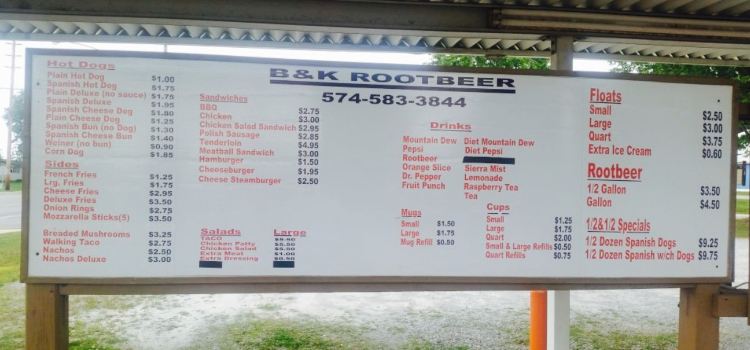 B&K ROOTBEER
574-583-3844
Hot Dogs
Plain Hot Dog $1.00
Spanish Hot Dog $1.75
Plain Deluxe (no sauce) $1.75
Spanish Deluxe $1.95
Spanish Cheese Dog $1.80
Plain Cheese Dog $1.25
Spanish Bun (no Dog) $1.30
Spanish Cheese Bun $1.40
Weiner (no bun) $0.90
Corn Dog $1.85
Sides
French Fries $1.25
Lrg. Fries $1.75
Cheese Fries $2.95
Deluxe Fries $3.50
Onion Rings $2.75
Mozzarella Sticks(5) $3.50
Breaded Mushrooms $3.25
Walking Taco $2.75
Nachos $2.50
Nachos Deluxe $3.00
Sandwiches
BBQ $2.75
Chicken $3.00
Chicken Salad Sandwich $2.95
Polish Sausage $2.85
Tenderloin $4.95
Meatball Sandwich $3.00
Hamburger $1.50
Cheeseburger $1.95
Cheese Steamburger $2.50
Salads Large
TACO
Chicken Patty $5.50
Chicken Salad $5.50
Extra Meat $1.00
Extra Dressing $0.50
Drinks
Mountain Dew
Pepsi
Rootbeer
Orange Slice
Dr. Pepper
Fruit Punch
Diet Mountain Dew
Diet Pepsi
Sierra Mist
Lemonade
Raspberry Tea
Tea
Mugs
Small $1.50
Large $1.75
Mug Refill $0.50
Cups
Small $1.25
Large $1.75
Quart $2.00
Small & Large Refills $0.50
Quart Refills $0.75
Floats
Small $2.50
Large $3.00
Quart $3.75
Extra Ice Cream $0.60
Rootbeer
1/2 Gallon $3.50
Gallon $4.50
1/2&1/2 Specials
1/2 Dozen Spanish Dogs $9.25
1/2 Dozen Spanish w/ch Dogs $9.75